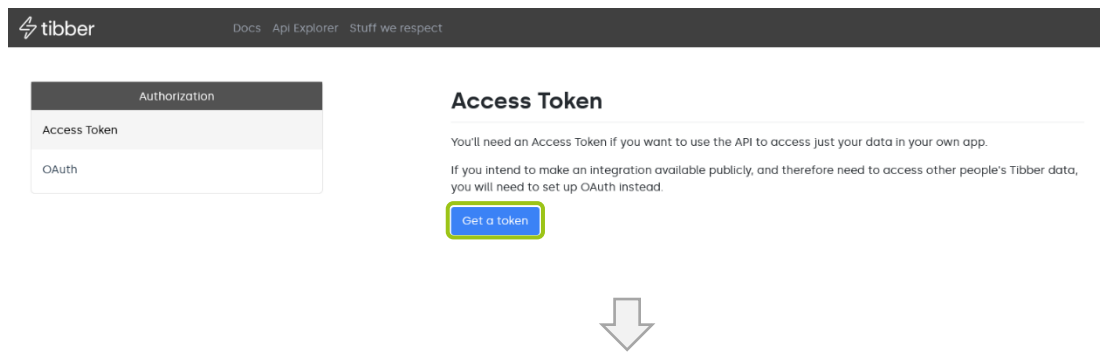 tibber
Docs Api Explorer Stuff we respect
Authorization
Access Token
OAuth
Access Token
You'll need an Access Token if you want to use the API to access just your data in your own app.
If you intend to make an integration available publicly, and therefore need to access other people's Tibber data,
you will need to set up OAuth instead.
Get a token